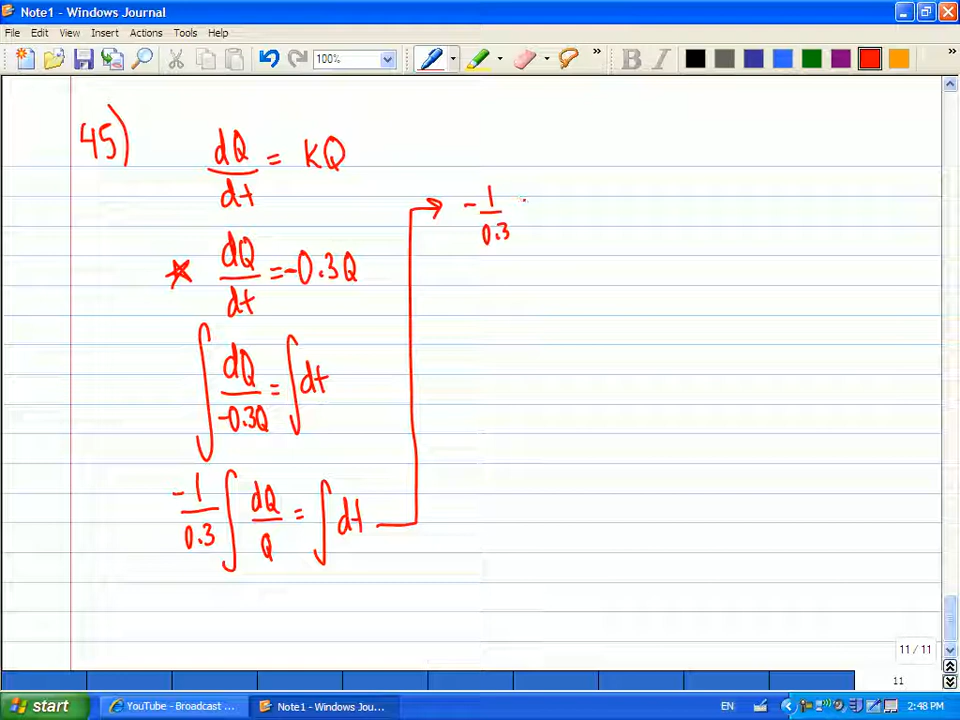 Note1 - Windows Journal
File Edit View Insert Actions Tools Help
100%
45)
dQ/dt = kQ
* dQ/dt = -0.3Q
∫ dQ/-0.3Q = ∫ dt
-1/0.3 ∫ dQ/Q = ∫ dt
-1/0.3
11 / 11
11
start YouTube - Broadcast ... Note1 - Windows Jou... EN 2:48 PM